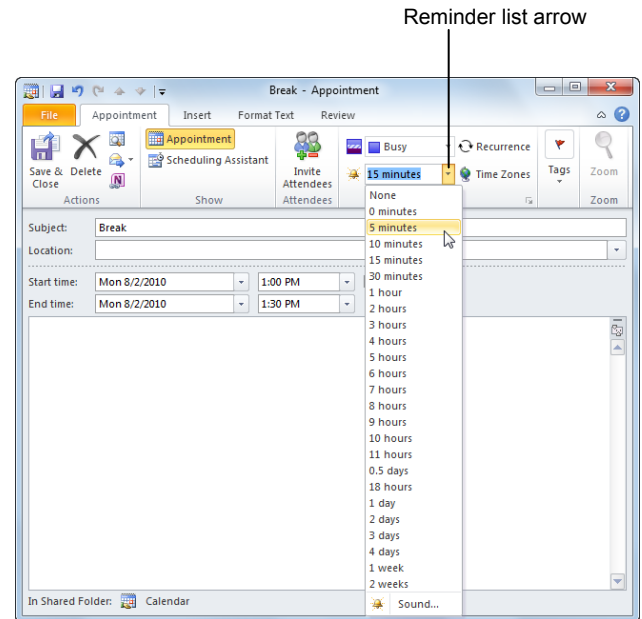 Reminder list arrow
Break - Appointment
File Appointment Insert Format Text Review
Save & Close
Delete
Actions
Appointment
Scheduling Assistant
Show
Invite Attendees
Attendees
Busy
15 minutes
Recurrence
Time Zones
Tags
Zoom
Zoom
Subject: Break
Location:
Start time: Mon 8/2/2010 1:00 PM
End time: Mon 8/2/2010 1:30 PM
None
0 minutes
5 minutes
10 minutes
15 minutes
30 minutes
1 hour
2 hours
3 hours
4 hours
5 hours
6 hours
7 hours
8 hours
9 hours
10 hours
11 hours
0.5 days
18 hours
1 day
2 days
3 days
4 days
1 week
2 weeks
Sound...
In Shared Folder: Calendar